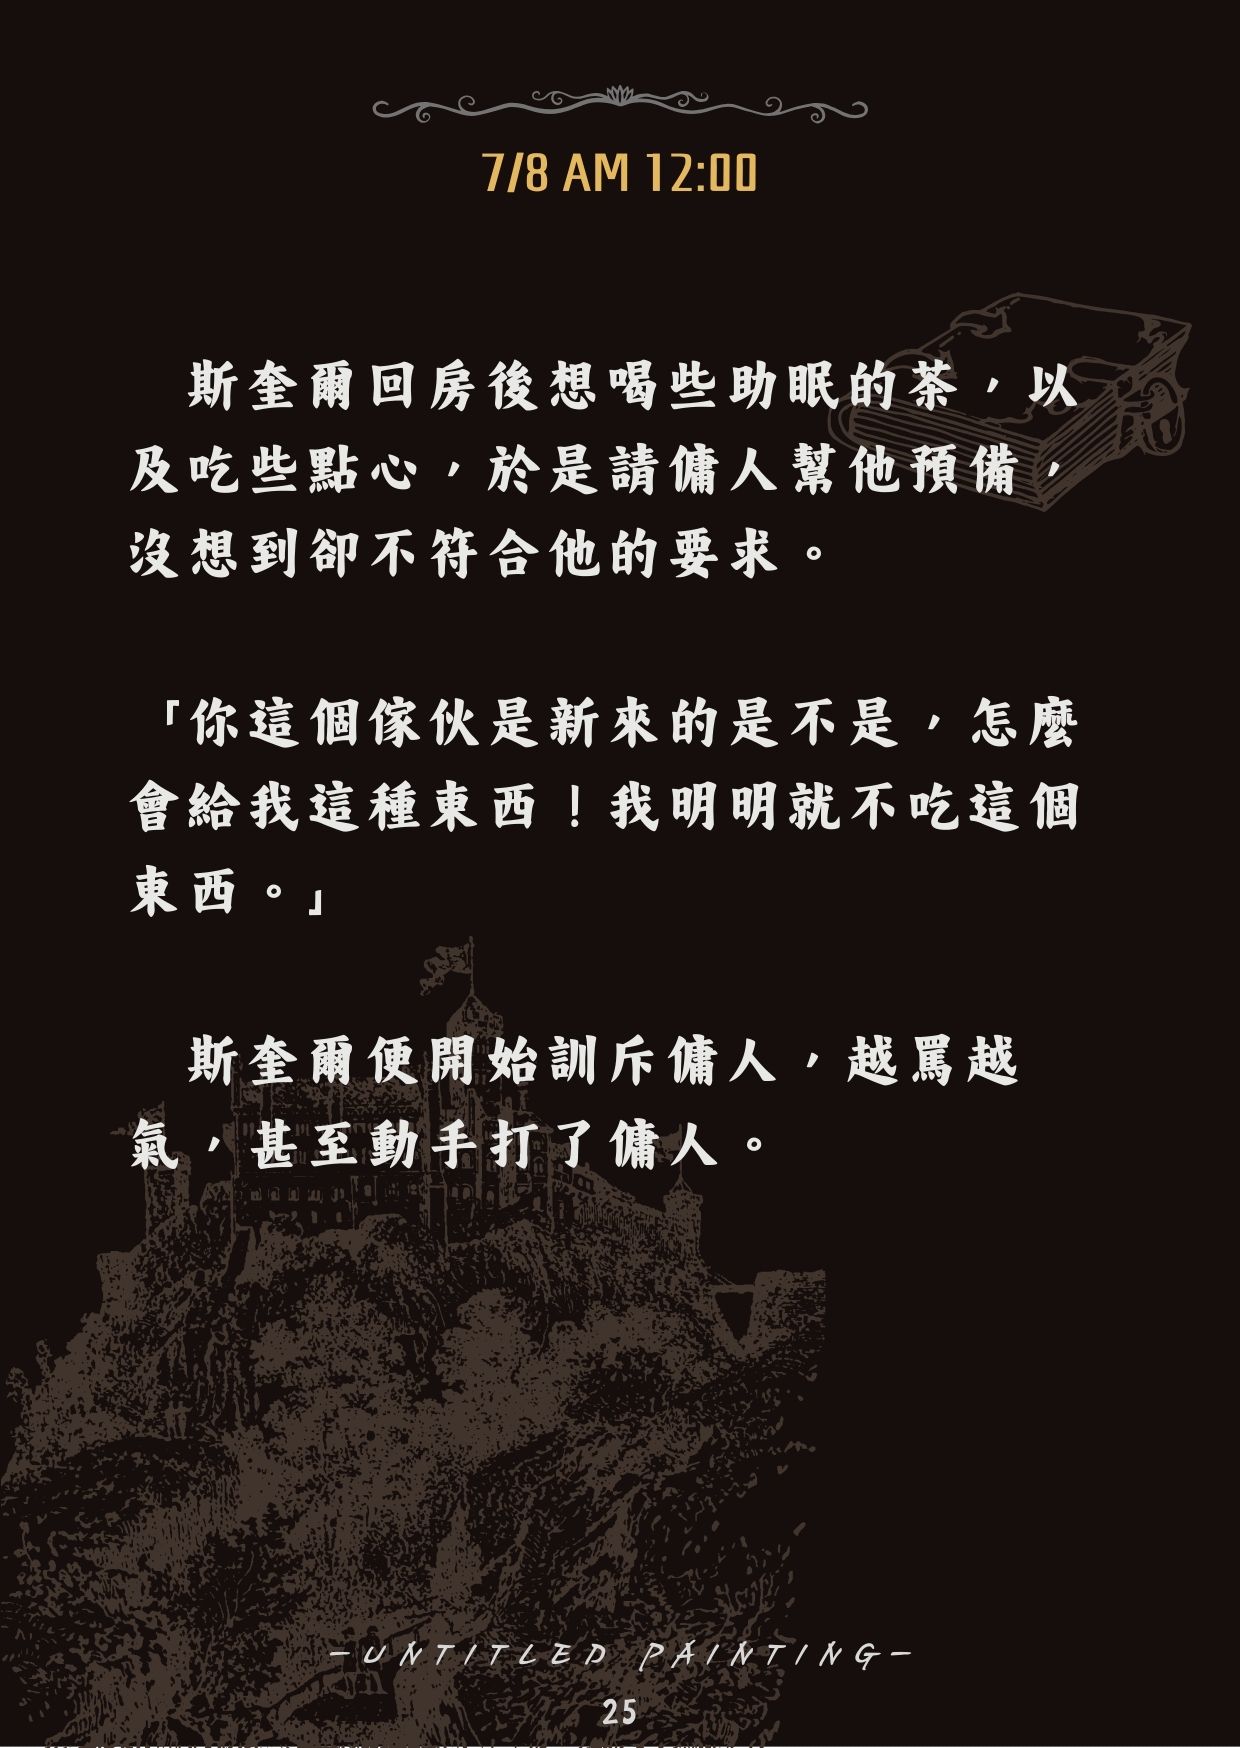 7/8 AM 12:00
斯奎爾回房後想喝些助眠的茶，以
及吃些點心，於是請傭人幫他預備，
沒想到卻不符合他的要求。
「你這個傢伙是新來的是不是，怎麼
會給我這種東西！我明明就不吃這個
東西。」
斯奎爾便開始訓斥傭人，越罵越
氣，甚至動手打了傭人。
—UNTITLED PAINTING—
25